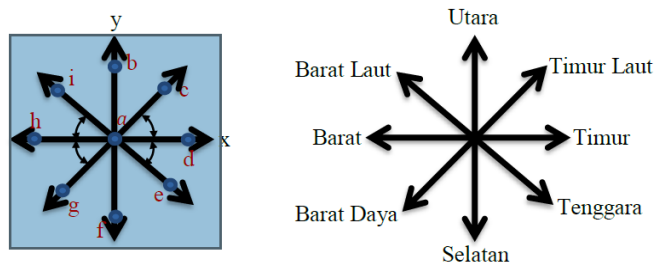 y
b
i
c
a
h
x
d
e
g
f
Utara
Barat Laut
Timur Laut
Barat
Timur
Barat Daya
Tenggara
Selatan